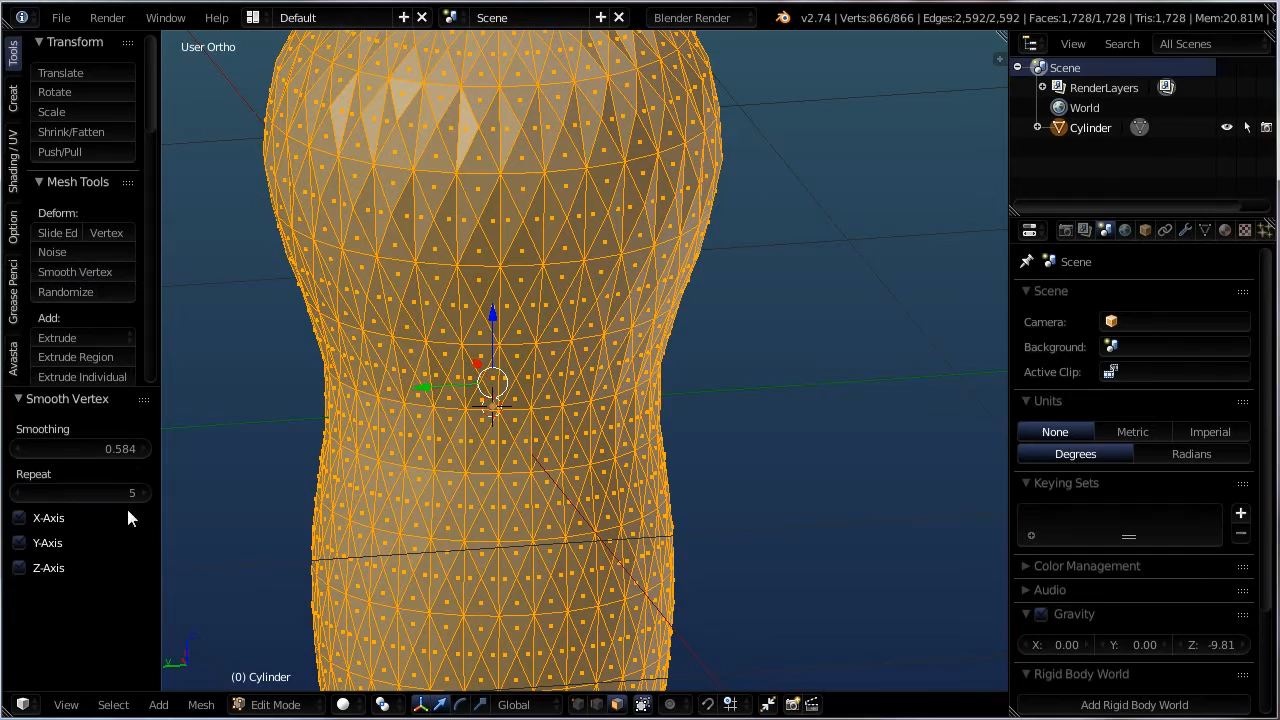 File Render Window Help Default Scene Blender Render v2.74 | Verts:866/866 | Edges:2,592/2,592 | Faces:1,728/1,728 | Tris:1,728 | Mem:20.81M
Tools
Creat
Shading / UV
Option
Grease Penci
Avasta
Transform
Translate
Rotate
Scale
Shrink/Fatten
Push/Pull
Mesh Tools
Deform:
Slide Ed Vertex
Noise
Smooth Vertex
Randomize
Add:
Extrude
Extrude Region
Extrude Individual
Smooth Vertex
Smoothing
0.584
Repeat
5
X-Axis
Y-Axis
Z-Axis
User Ortho
(0) Cylinder
View Select Add Mesh Edit Mode Global
View Search All Scenes
Scene
RenderLayers
World
Cylinder
Scene
Scene
Camera:
Background:
Active Clip:
Units
None Metric Imperial
Degrees Radians
Keying Sets
Color Management
Audio
Gravity
X: 0.00 Y: 0.00 Z: -9.81
Rigid Body World
Add Rigid Body World